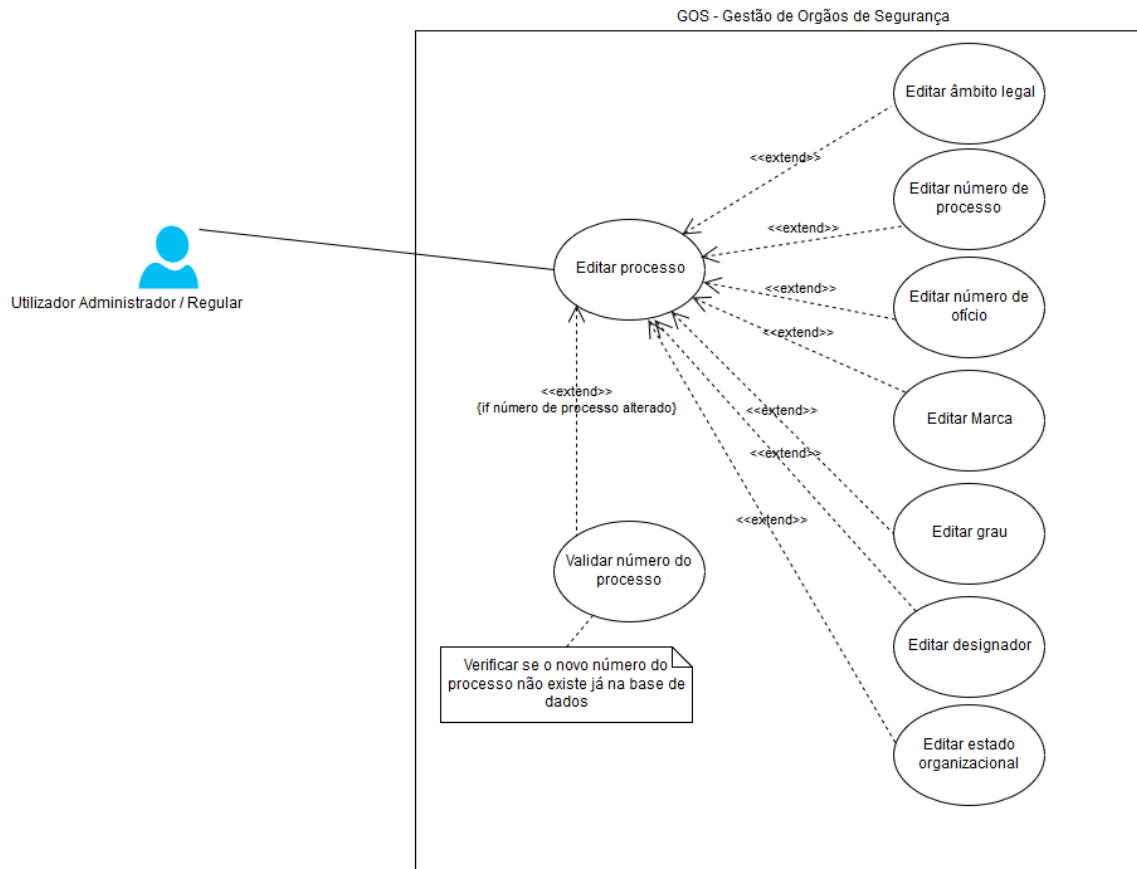 GOS - Gestão de Orgãos de Segurança
Editar âmbito legal
<<extend>>
Editar número de
processo
<<extend>>
Editar processo
Utilizador Administrador / Regular
<<extend>>
Editar número de
ofício
<<extend>>
<<extend>>
{if número de processo alterado}
<<extend>>
Editar Marca
<<extend>>
<<extend>>
Editar grau
Validar número do
processo
Editar designador
Verificar se o novo número do
processo não existe já na base de
dados
Editar estado
organizacional